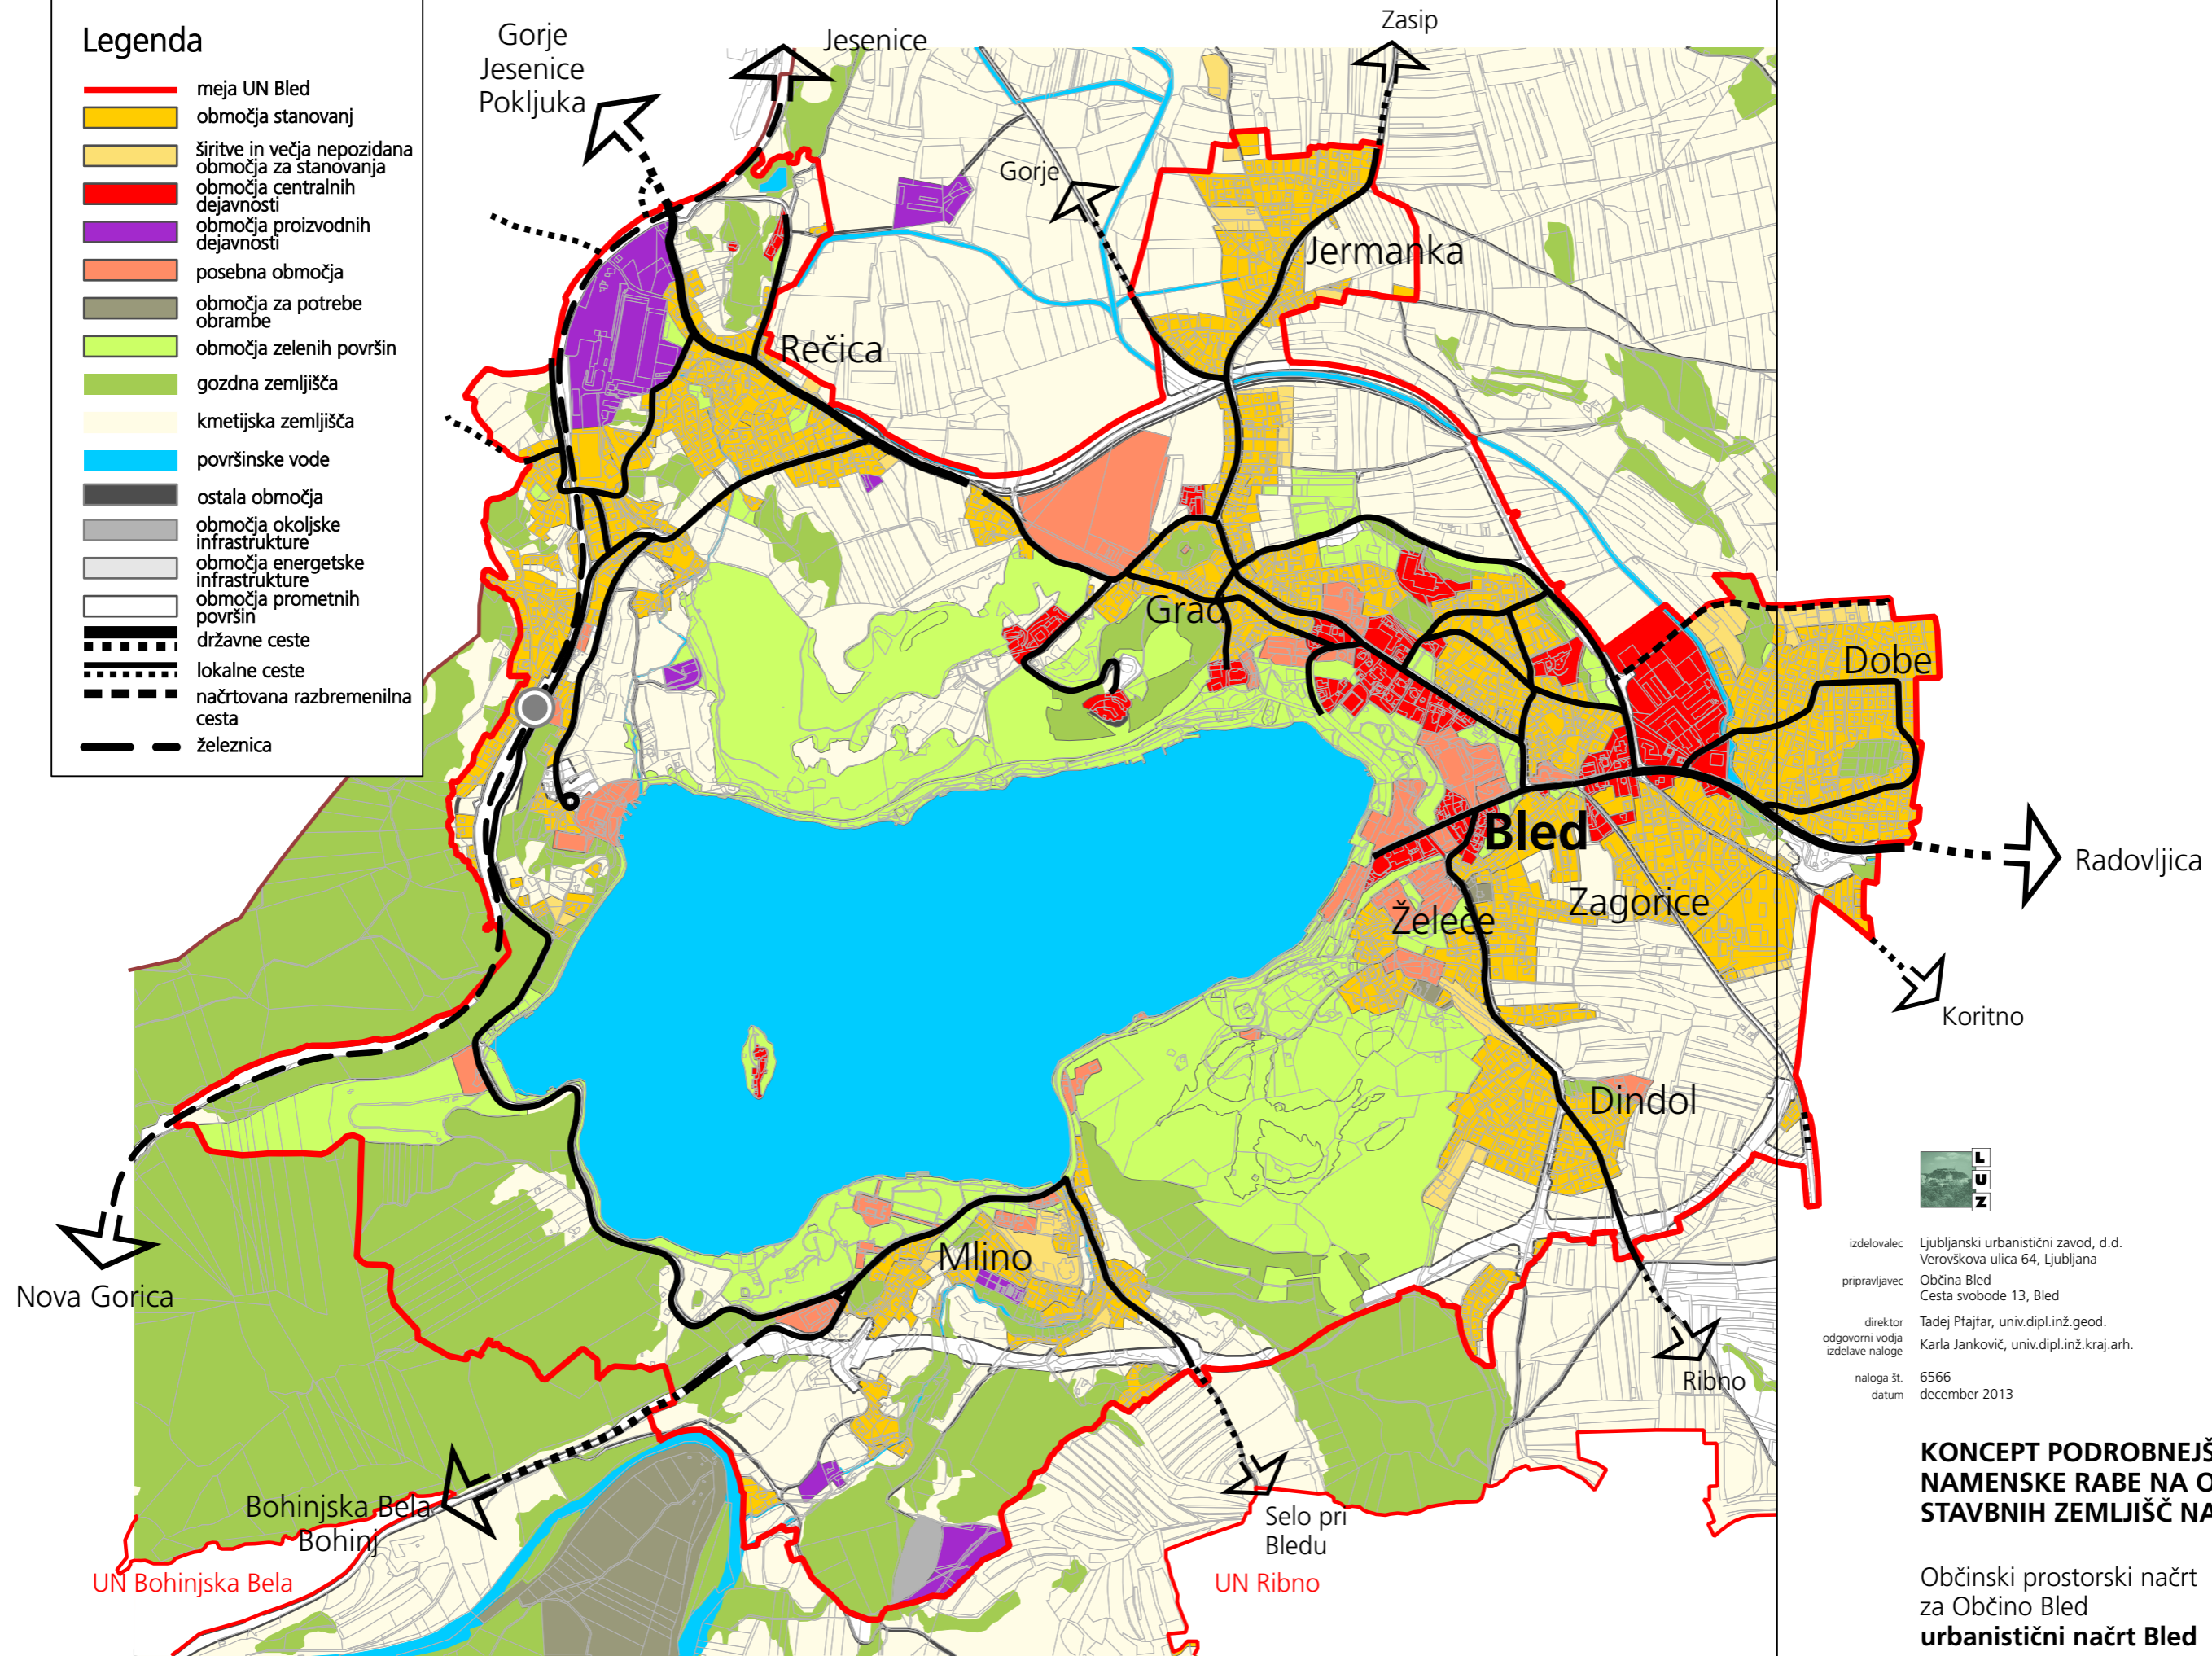 Legenda
meja UN Bled
območja stanovanj
širitve in večja nepozidana
območja za stanovanja
območja centralnih
dejavnosti
območja proizvodnih
dejavnosti
posebna območja
območja za potrebe
obrambe
območja zelenih površin
gozdna zemljišča
kmetijska zemljišča
površinske vode
ostala območja
območja okoljske
infrastrukture
območja energetske
infrastrukture
območja prometnih
površin
državne ceste
lokalne ceste
načrtovana razbremenilna
cesta
železnica
Gorje
Jesenice
Pokljuka
Jesenice
Zasip
Gorje
Jermanka
Rečica
Grad
Dobe
Bled
Radovljica
Želeče
Zagorice
Koritno
Dindol
Mlino
Nova Gorica
Ribno
Bohinjska Bela
Bohinj
Selo pri
Bledu
UN Bohinjska Bela
UN Ribno
L
U
Z
izdelovalec Ljubljanski urbanistični zavod, d.d.
Verovškova ulica 64, Ljubljana
pripravljavec Občina Bled
Cesta svobode 13, Bled
direktor Tadej Pfajfar, univ.dipl.inž.geod.
odgovorni vodja
izdelave naloge Karla Jankovič, univ.dipl.inž.kraj.arh.
naloga št. 6566
datum december 2013
KONCEPT PODROBNEJŠ
NAMENSKE RABE NA O
STAVBNIH ZEMLJIŠČ NA
Občinski prostorski načrt
za Občino Bled
urbanistični načrt Bled